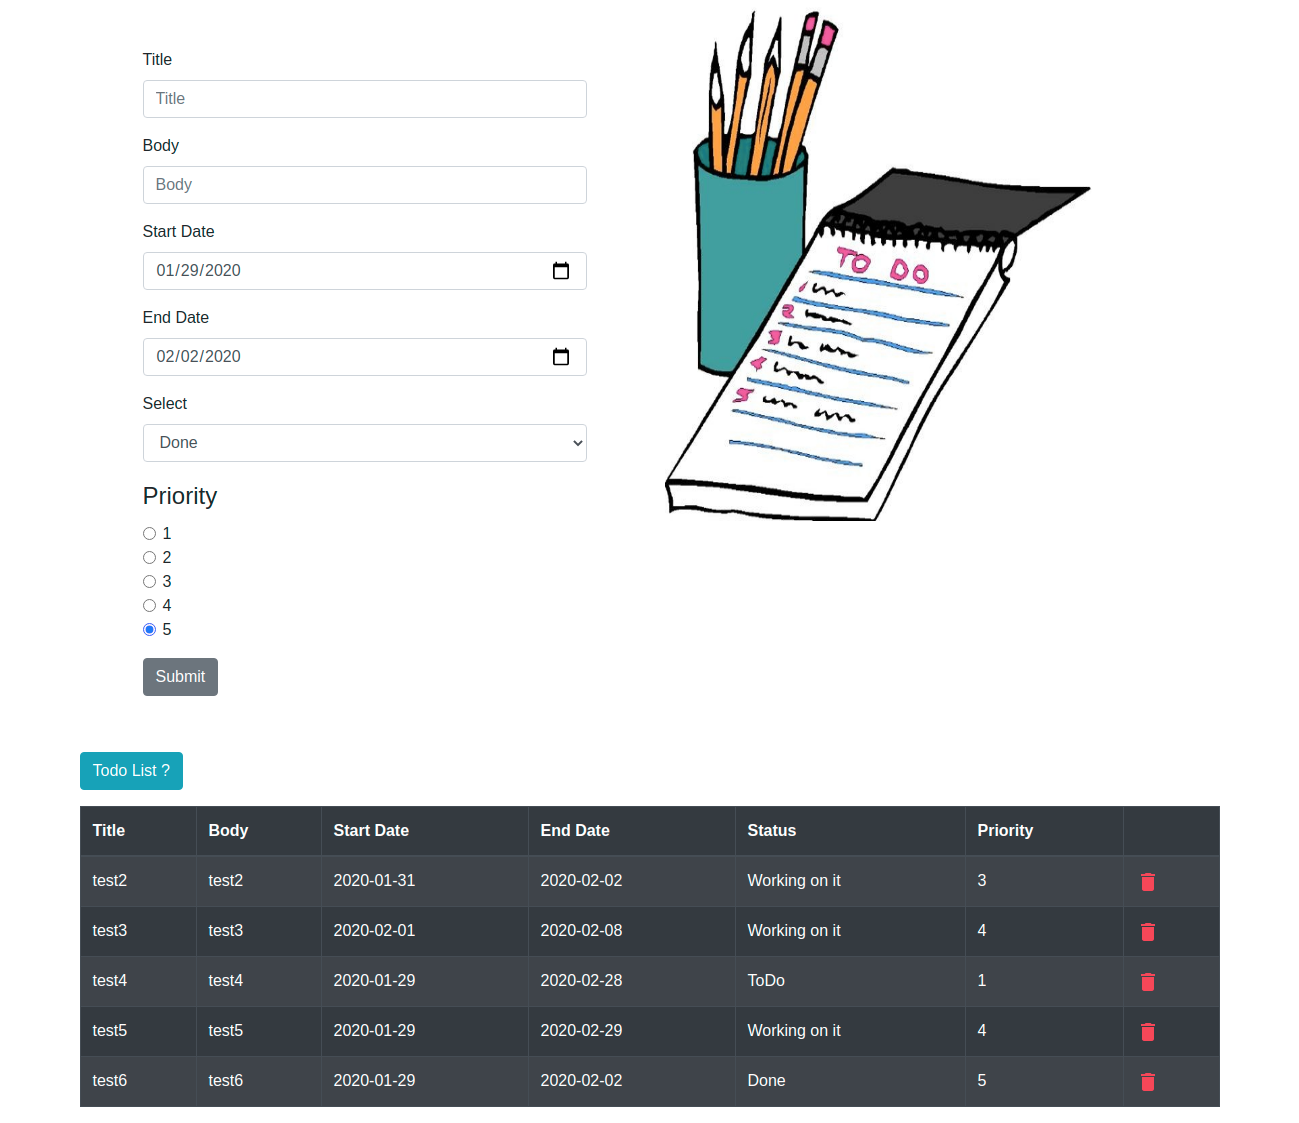 Title
Title
Body
Body
Start Date
01/29/2020
End Date
02/02/2020
Select
Done
Priority
1
2
3
4
5
Submit
TO DO
1
2
3
4
5
Todo List ?
Title Body Start Date End Date Status Priority
test2 test2 2020-01-31 2020-02-02 Working on it 3
test3 test3 2020-02-01 2020-02-08 Working on it 4
test4 test4 2020-01-29 2020-02-28 ToDo 1
test5 test5 2020-01-29 2020-02-29 Working on it 4
test6 test6 2020-01-29 2020-02-02 Done 5